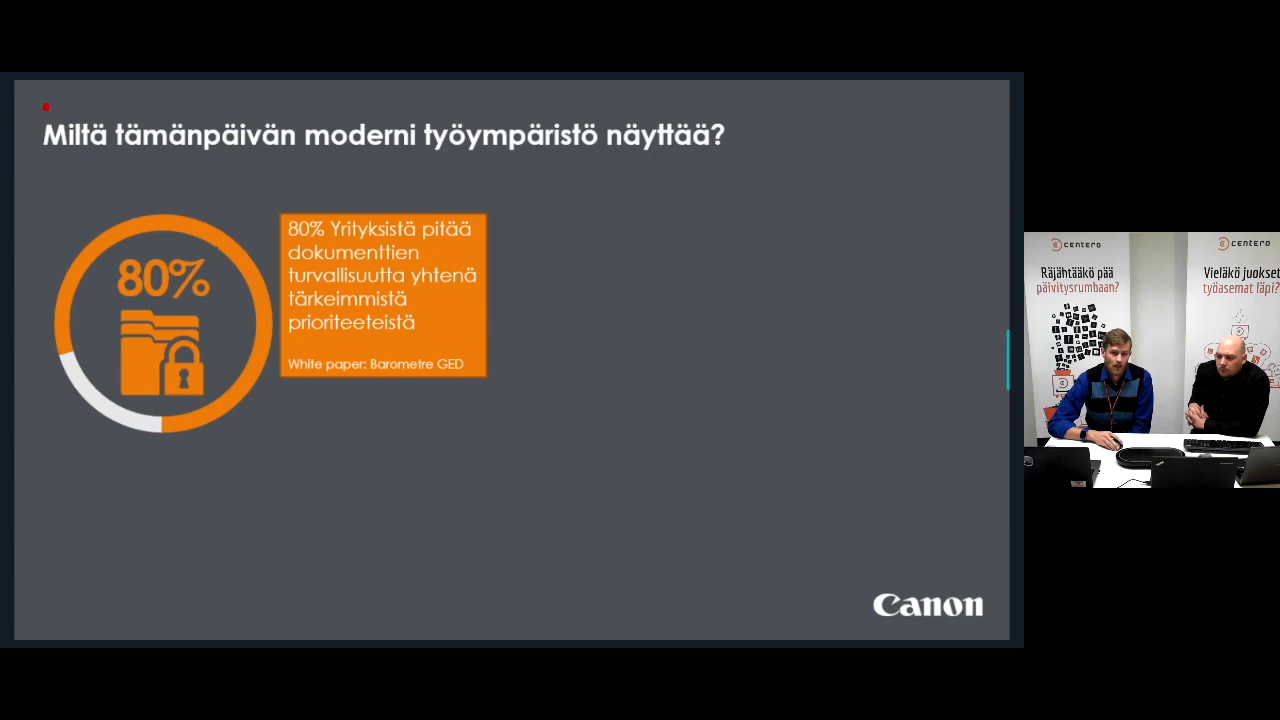 Miltä tämänpäivän moderni työympäristö näyttää?
80%
80% Yrityksistä pitää
dokumenttien
turvallisuutta yhtenä
tärkeimmistä
prioriteeteistä
White paper: Barometre GED
Canon
centero
Räjähtääkö pää
päivitysrumbaan?
centero
Vieläkö juokset
työasemat läpi?